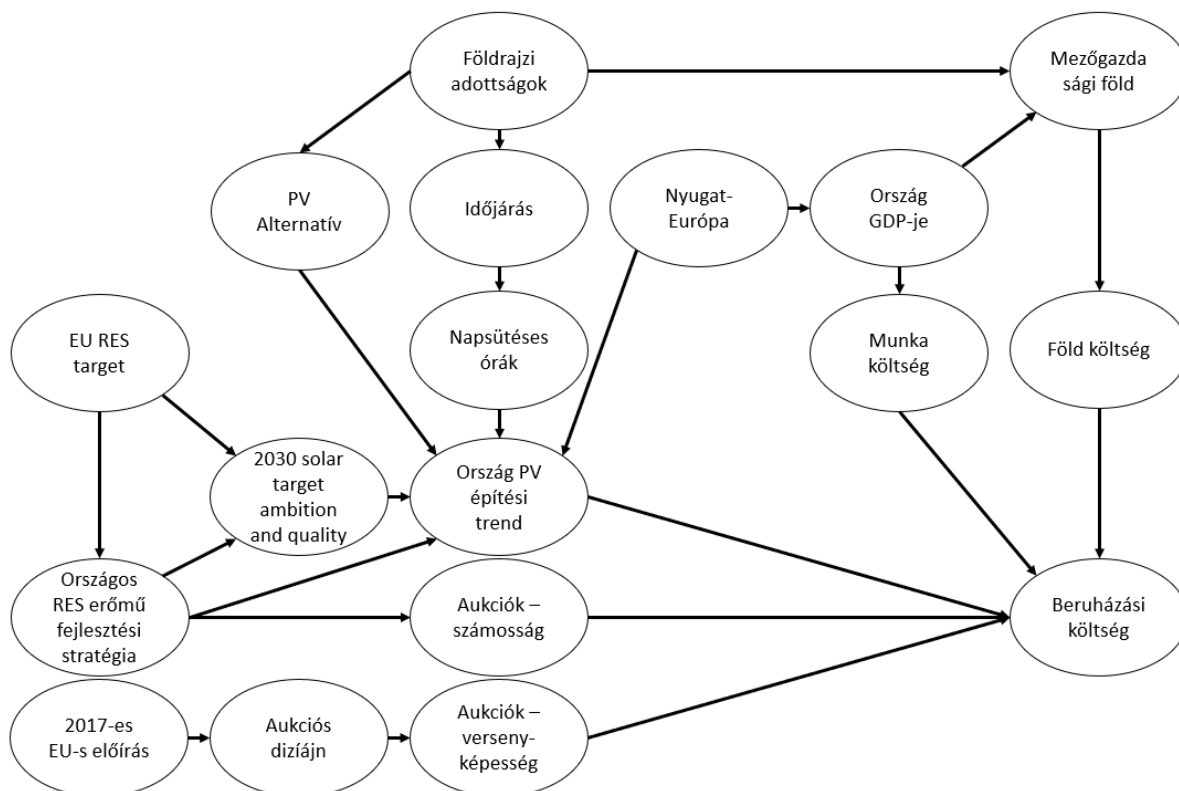 Földrajzi
adottságok
Mezőgazda
sági föld
PV
Alternatív
Időjárás
Nyugat-
Európa
Ország
GDP-je
EU RES
target
Napsütéses
órák
Munka
költség
Föld költség
2030 solar
target
ambition
and quality
Ország PV
építési
trend
Országos
RES erőmű
fejlesztési
stratégia
Aukciók –
számosság
Beruházási
költség
2017-es
EU-s előírás
Aukciós
dizíájn
Aukciók –
verseny-
képesség